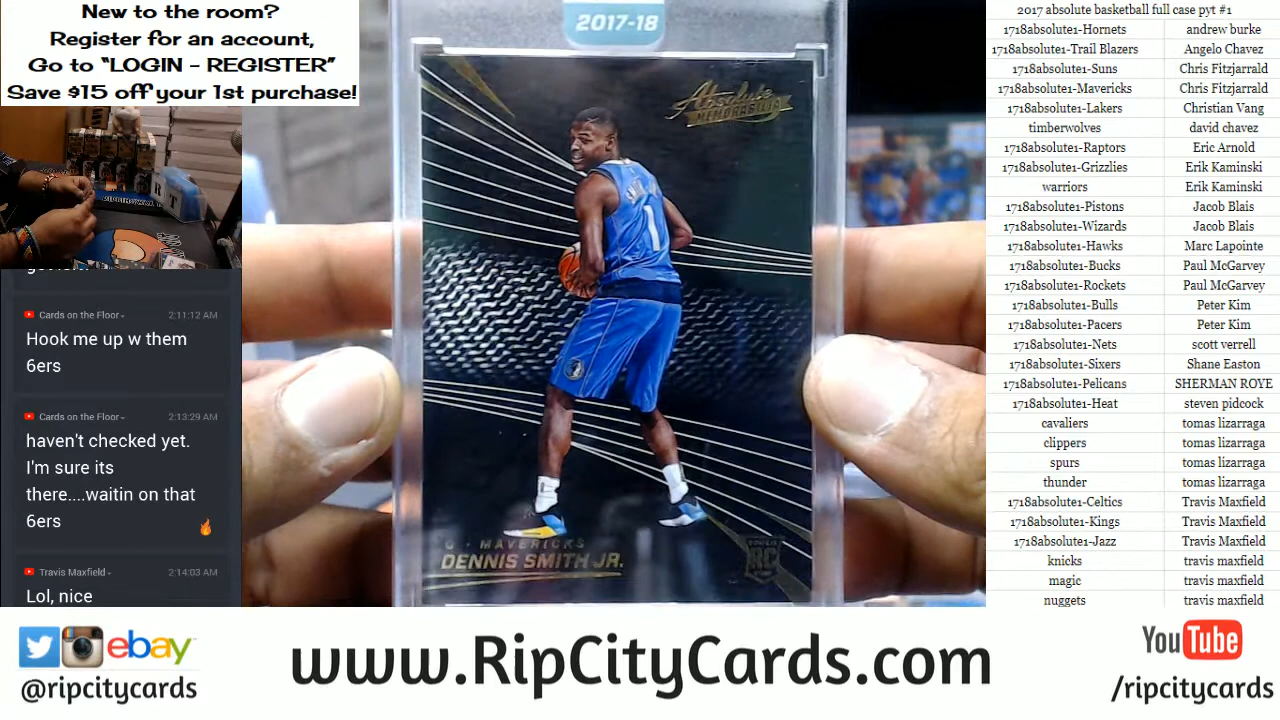 New to the room?
Register for an account,
Go to “LOGIN - REGISTER”
Save $15 off your 1st purchase!
Cards on the Floor
2:11:12 AM
Hook me up w them
6ers
Cards on the Floor
2:13:29 AM
haven't checked yet.
I'm sure its
there....waitin on that
6ers
Travis Maxfield
2:14:03 AM
Lol, nice
2017-18
Absolute
MEMORABILIA
1
G - MAVERICKS
DENNIS SMITH JR.
RC
2017 absolute basketball full case pyt #1
1718absolute1-Hornets andrew burke
1718absolute1-Trail Blazers Angelo Chavez
1718absolute1-Suns Chris Fitzjarrald
1718absolute1-Mavericks Chris Fitzjarrald
1718absolute1-Lakers Christian Vang
timberwolves david chavez
1718absolute1-Raptors Eric Arnold
1718absolute1-Grizzlies Erik Kaminski
warriors Erik Kaminski
1718absolute1-Pistons Jacob Blais
1718absolute1-Wizards Jacob Blais
1718absolute1-Hawks Marc Lapointe
1718absolute1-Bucks Paul McGarvey
1718absolute1-Rockets Paul McGarvey
1718absolute1-Bulls Peter Kim
1718absolute1-Pacers Peter Kim
1718absolute1-Nets scott verrell
1718absolute1-Sixers Shane Easton
1718absolute1-Pelicans SHERMAN ROYE
1718absolute1-Heat steven pidcock
cavaliers tomas lizarraga
clippers tomas lizarraga
spurs tomas lizarraga
thunder tomas lizarraga
1718absolute1-Celtics Travis Maxfield
1718absolute1-Kings Travis Maxfield
1718absolute1-Jazz Travis Maxfield
knicks travis maxfield
magic travis maxfield
nuggets travis maxfield
ebay
@ripcitycards
www.RipCityCards.com
YouTube
/ripcitycards